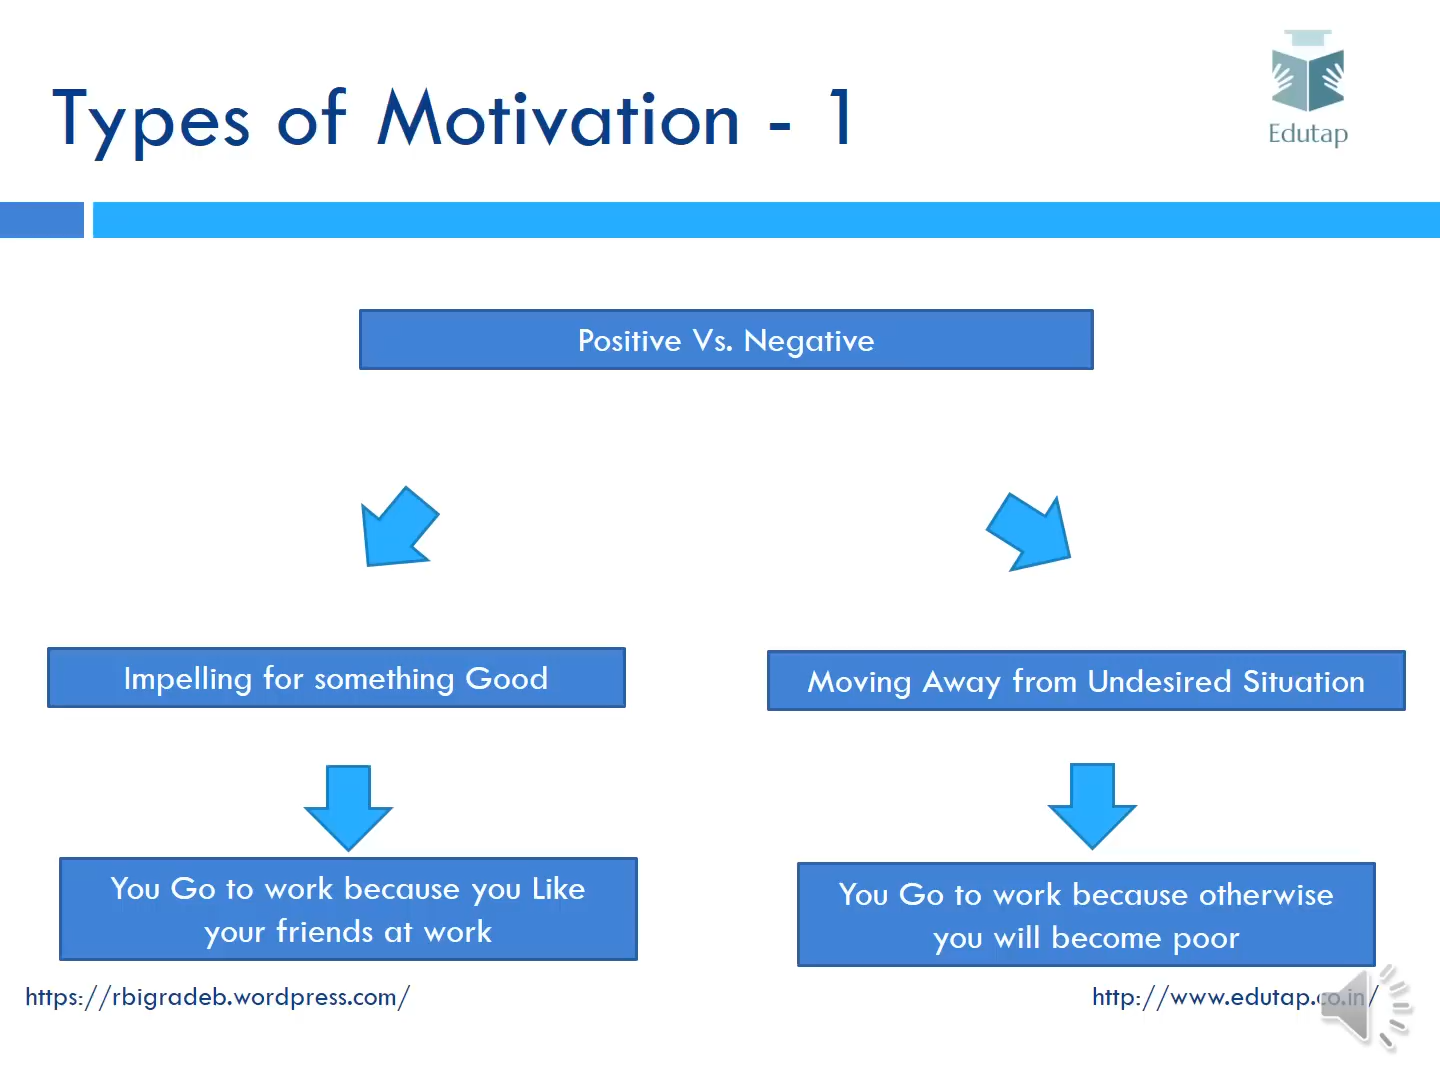 Types of Motivation - 1
Edutap
Positive Vs. Negative
Impelling for something Good
Moving Away from Undesired Situation
You Go to work because you Like
your friends at work
You Go to work because otherwise
you will become poor
https://rbigradeb.wordpress.com/
http://www.edutap.co.in/